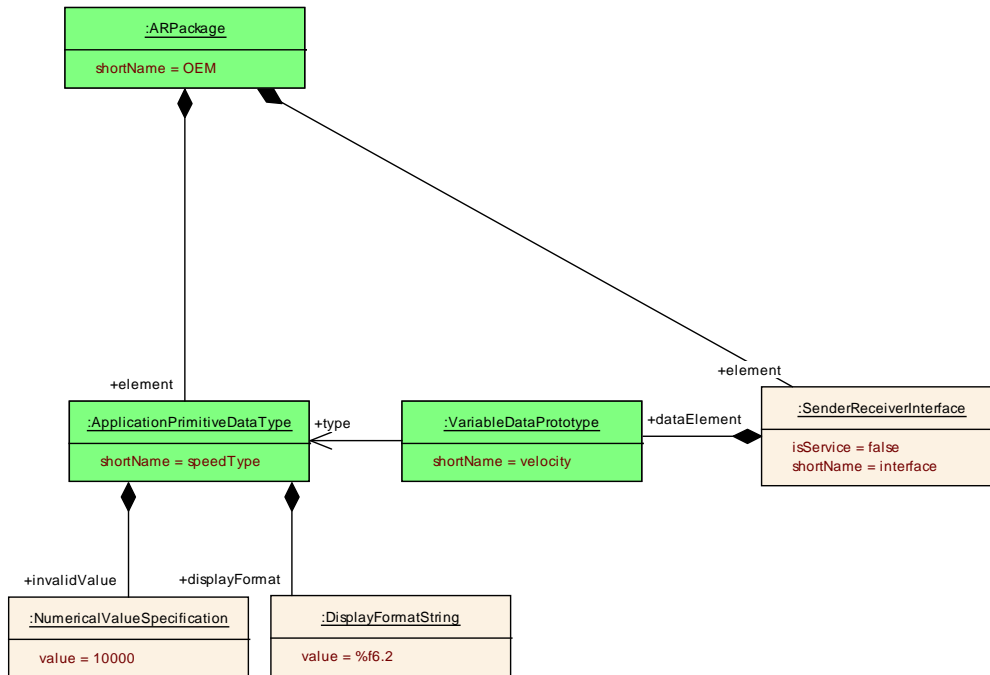 :ARPackage
shortName = OEM
+element
+element
:ApplicationPrimitiveDataType
shortName = speedType
+type
:VariableDataPrototype
shortName = velocity
+dataElement
:SenderReceiverInterface
isService = false
shortName = interface
+invalidValue
+displayFormat
:NumericalValueSpecification
value = 10000
:DisplayFormatString
value = %f6.2